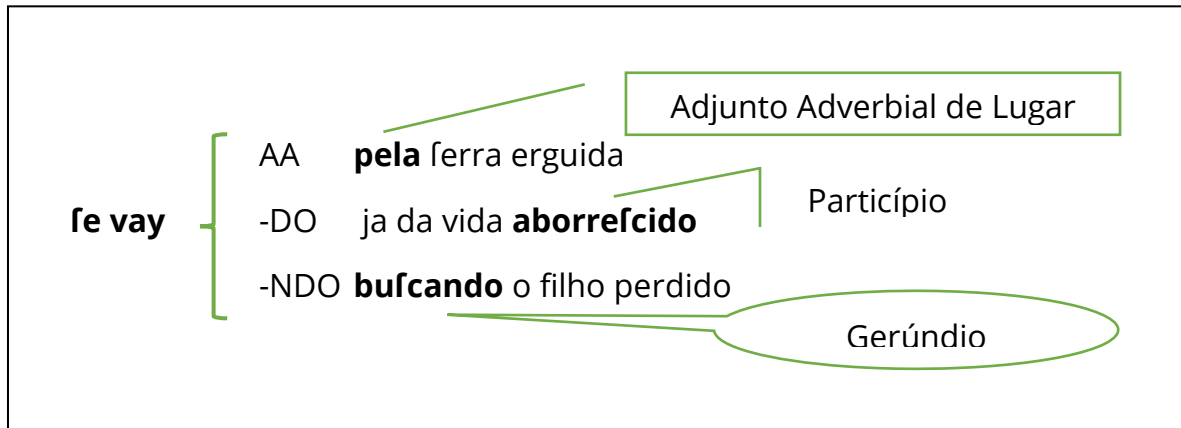 Adjunto Adverbial de Lugar
AA pela ſerra erguida
Particípio
ſe vay -DO ja da vida aborreſcido
-NDO buſcando o filho perdido
Gerúndio